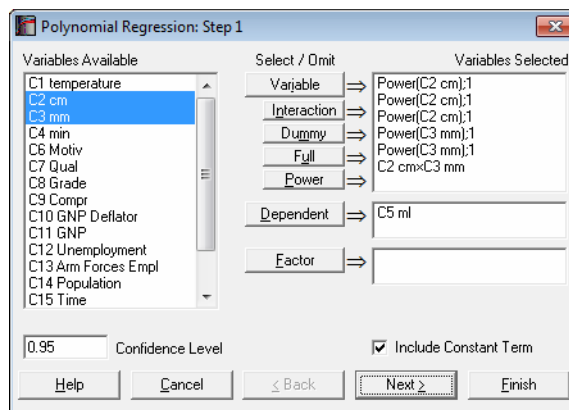 Polynomial Regression: Step 1
Variables Available
Select / Omit
Variables Selected
C1 temperature
C2 cm
C3 mm
C4 min
C6 Motiv
C7 Qual
C8 Grade
C9 Compr
C10 GNP Deflator
C11 GNP
C12 Unemployment
C13 Arm Forces Empl
C14 Population
C15 Time
Variable
Interaction
Dummy
Full
Power
Dependent
Factor
Power(C2 cm);1
Power(C2 cm);1
Power(C2 cm);1
Power(C3 mm);1
Power(C3 mm);1
C2 cm×C3 mm
C5 ml
0.95
Confidence Level
Include Constant Term
Help
Cancel
< Back
Next >
Finish